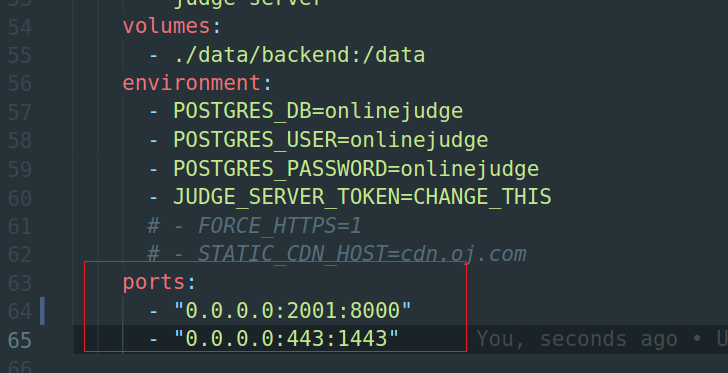 53 judge-server
54 volumes:
55 - ./data/backend:/data
56 environment:
57 - POSTGRES_DB=onlinejudge
58 - POSTGRES_USER=onlinejudge
59 - POSTGRES_PASSWORD=onlinejudge
60 - JUDGE_SERVER_TOKEN=CHANGE_THIS
61 # - FORCE_HTTPS=1
62 # - STATIC_CDN_HOST=cdn.oj.com
63 ports:
64 - "0.0.0.0:2001:8000"
65 - "0.0.0.0:443:1443" You, seconds ago • U
66